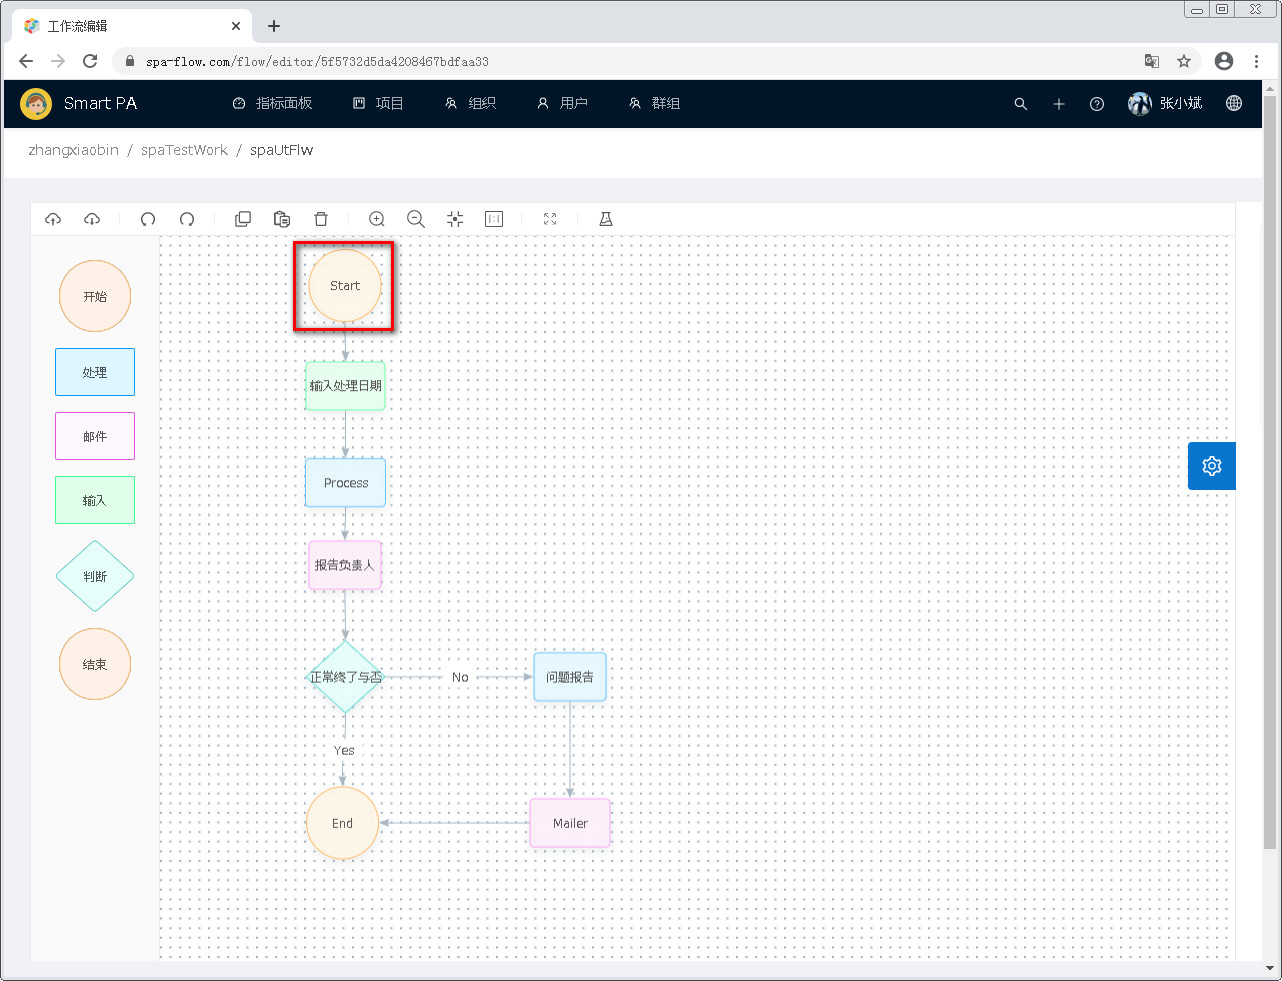 工作流编辑
spa-flow.com/flow/editor/5f5732d5da4208467bdfaa33
Smart PA
指标面板
项目
组织
用户
群组
张小斌
zhangxiaobin / spaTestWork / spaUtFlw
开始
处理
邮件
输入
判断
结束
Start
输入处理日期
Process
报告负责人
正常终了与否
No
问题报告
Yes
End
Mailer